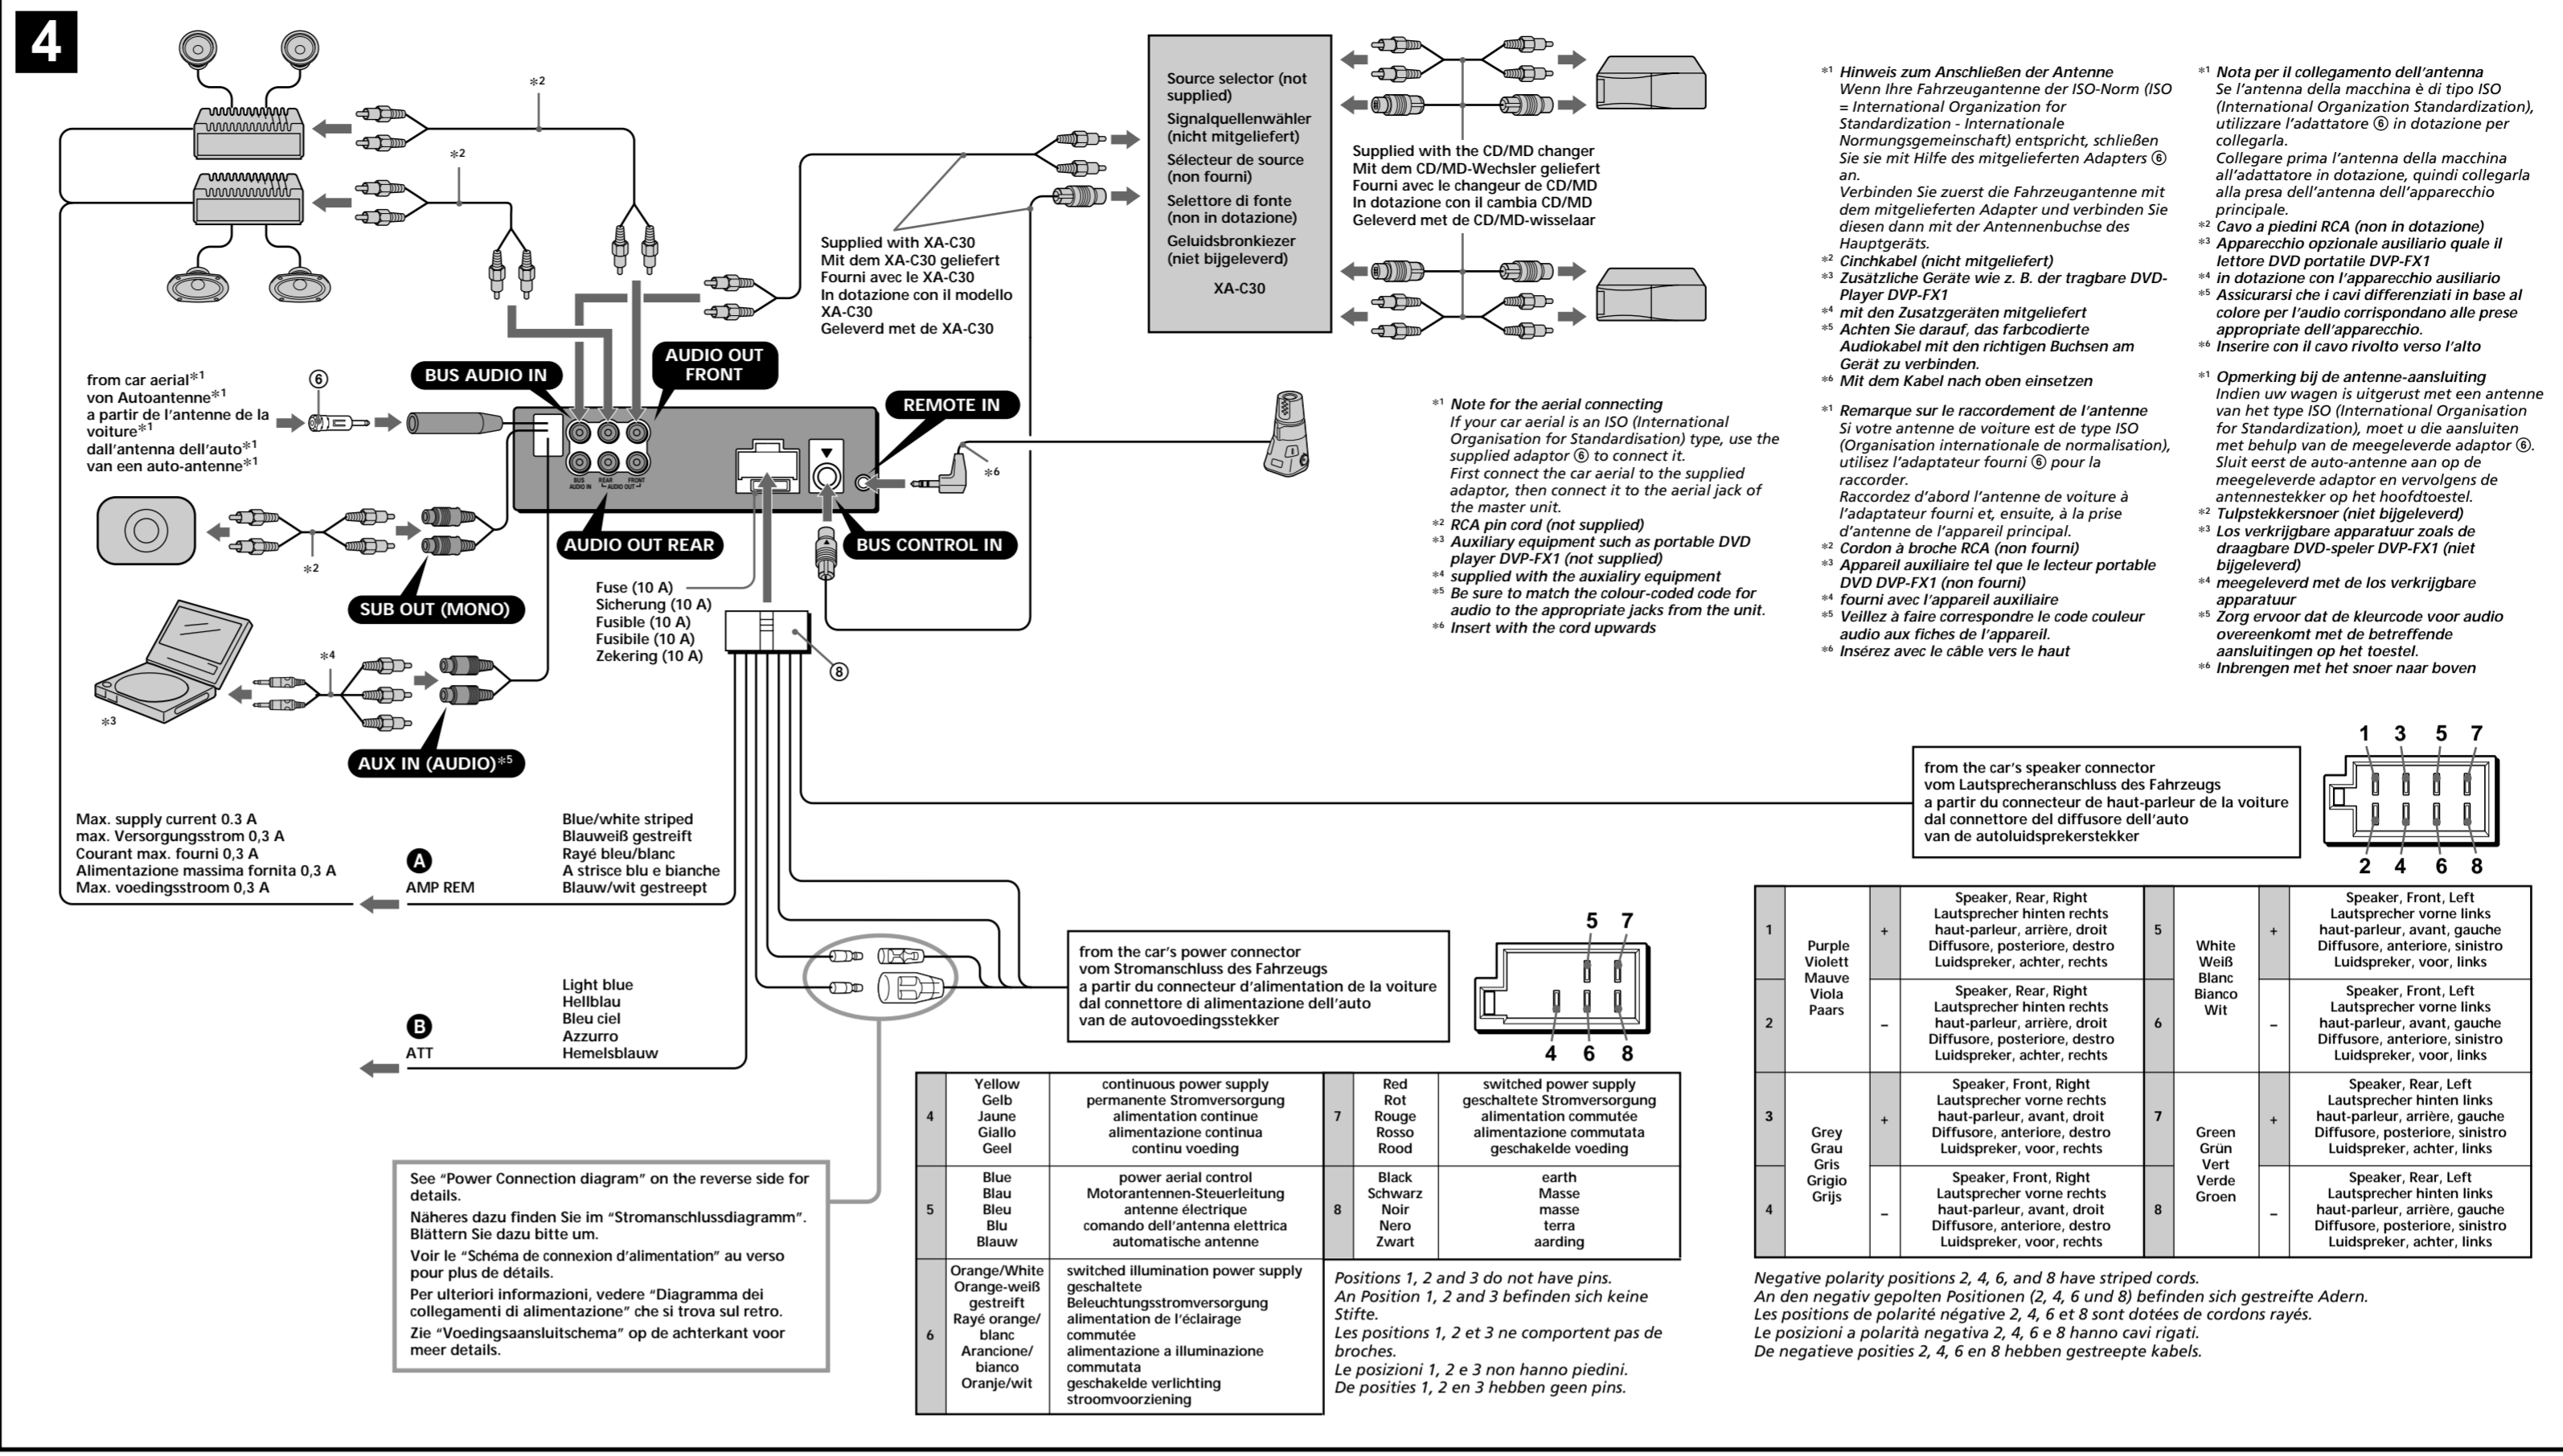 4
*2
*2
Source selector (not
supplied)
Signalquellenwähler
(nicht mitgeliefert)
Sélecteur de source
(non fourni)
Selettore di fonte
(non in dotazione)
Geluidsbronkiezer
(niet bijgeleverd)
XA-C30
Supplied with the CD/MD changer
Mit dem CD/MD-Wechsler geliefert
Fourni avec le changeur de CD/MD
In dotazione con il cambia CD/MD
Geleverd met de CD/MD-wisselaar
Supplied with XA-C30
Mit dem XA-C30 geliefert
Fourni avec le XA-C30
In dotazione con il modello
XA-C30
Geleverd met de XA-C30
BUS AUDIO IN
AUDIO OUT
FRONT
REMOTE IN
from car aerial*1
von Autoantenne*1
a partir de l'antenne de la
voiture*1
dall'antenna dell'auto*1
van een auto-antenne*1
⑥
*6
BUS
AUDIO IN
REAR
FRONT
AUDIO OUT
AUDIO OUT REAR
BUS CONTROL IN
*2
SUB OUT (MONO)
Fuse (10 A)
Sicherung (10 A)
Fusible (10 A)
Fusibile (10 A)
Zekering (10 A)
⑧
*4
*3
AUX IN (AUDIO)*5
*1 Note for the aerial connecting
If your car aerial is an ISO (International
Organisation for Standardisation) type, use the
supplied adaptor ⑥ to connect it.
First connect the car aerial to the supplied
adaptor, then connect it to the aerial jack of
the master unit.
*2 RCA pin cord (not supplied)
*3 Auxiliary equipment such as portable DVD
player DVP-FX1 (not supplied)
*4 supplied with the auxialiry equipment
*5 Be sure to match the colour-coded code for
audio to the appropriate jacks from the unit.
*6 Insert with the cord upwards
*1 Hinweis zum Anschließen der Antenne
Wenn Ihre Fahrzeugantenne der ISO-Norm (ISO
= International Organization for
Standardization - Internationale
Normungsgemeinschaft) entspricht, schließen
Sie sie mit Hilfe des mitgelieferten Adapters ⑥
an.
Verbinden Sie zuerst die Fahrzeugantenne mit
dem mitgelieferten Adapter und verbinden Sie
diesen dann mit der Antennenbuchse des
Hauptgeräts.
*2 Cinchkabel (nicht mitgeliefert)
*3 Zusätzliche Geräte wie z. B. der tragbare DVD-
Player DVP-FX1
*4 mit den Zusatzgeräten mitgeliefert
*5 Achten Sie darauf, das farbcodierte
Audiokabel mit den richtigen Buchsen am
Gerät zu verbinden.
*6 Mit dem Kabel nach oben einsetzen
*1 Remarque sur le raccordement de l'antenne
Si votre antenne de voiture est de type ISO
(Organisation internationale de normalisation),
utilisez l'adaptateur fourni ⑥ pour la
raccorder.
Raccordez d'abord l'antenne de voiture à
l'adaptateur fourni et, ensuite, à la prise
d'antenne de l'appareil principal.
*2 Cordon à broche RCA (non fourni)
*3 Appareil auxiliaire tel que le lecteur portable
DVD DVP-FX1 (non fourni)
*4 fourni avec l'appareil auxiliaire
*5 Veillez à faire correspondre le code couleur
audio aux fiches de l'appareil.
*6 Insérez avec le câble vers le haut
*1 Nota per il collegamento dell'antenna
Se l'antenna della macchina è di tipo ISO
(International Organization Standardization),
utilizzare l'adattatore ⑥ in dotazione per
collegarla.
Collegare prima l'antenna della macchina
all'adattatore in dotazione, quindi collegarla
alla presa dell'antenna dell'apparecchio
principale.
*2 Cavo a piedini RCA (non in dotazione)
*3 Apparecchio opzionale ausiliario quale il
lettore DVD portatile DVP-FX1
*4 in dotazione con l'apparecchio ausiliario
*5 Assicurarsi che i cavi differenziati in base al
colore per l'audio corrispondano alle prese
appropriate dell'apparecchio.
*6 Inserire con il cavo rivolto verso l'alto
*1 Opmerking bij de antenne-aansluiting
Indien uw wagen is uitgerust met een antenne
van het type ISO (International Organisation
for Standardization), moet u die aansluiten
met behulp van de meegeleverde adaptor ⑥.
Sluit eerst de auto-antenne aan op de
meegeleverde adaptor en vervolgens de
antennestekker op het hoofdtoestel.
*2 Tulpstekkersnoer (niet bijgeleverd)
*3 Los verkrijgbare apparatuur zoals de
draagbare DVD-speler DVP-FX1 (niet
bijgeleverd)
*4 meegeleverd met de los verkrijgbare
apparatuur
*5 Zorg ervoor dat de kleurcode voor audio
overeenkomt met de betreffende
aansluitingen op het toestel.
*6 Inbrengen met het snoer naar boven
Max. supply current 0.3 A
max. Versorgungsstrom 0,3 A
Courant max. fourni 0,3 A
Alimentazione massima fornita 0,3 A
Max. voedingsstroom 0,3 A
A
AMP REM
Blue/white striped
Blauweiß gestreift
Rayé bleu/blanc
A strisce blu e bianche
Blauw/wit gestreept
B
ATT
Light blue
Hellblau
Bleu ciel
Azzurro
Hemelsblauw
from the car's speaker connector
vom Lautsprecheranschluss des Fahrzeugs
a partir du connecteur de haut-parleur de la voiture
dal connettore del diffusore dell'auto
van de autoluidsprekerstekker
1 3 5 7
2 4 6 8
from the car's power connector
vom Stromanschluss des Fahrzeugs
a partir du connecteur d'alimentation de la voiture
dal connettore di alimentazione dell'auto
van de autovoedingsstekker
5 7
4 6 8
See "Power Connection diagram" on the reverse side for
details.
Näheres dazu finden Sie im "Stromanschlussdiagramm".
Blättern Sie dazu bitte um.
Voir le "Schéma de connexion d'alimentation" au verso
pour plus de détails.
Per ulteriori informazioni, vedere "Diagramma dei
collegamenti di alimentazione" che si trova sul retro.
Zie "Voedingsaansluitschema" op de achterkant voor
meer details.
4
Yellow
Gelb
Jaune
Giallo
Geel
continuous power supply
permanente Stromversorgung
alimentation continue
alimentazione continua
continu voeding
5
Blue
Blau
Bleu
Blu
Blauw
power aerial control
Motorantennen-Steuerleitung
antenne électrique
comando dell'antenna elettrica
automatische antenne
6
Orange/White
Orange-weiß
gestreift
Rayé orange/
blanc
Arancione/
bianco
Oranje/wit
switched illumination power supply
geschaltete
Beleuchtungsstromversorgung
alimentation de l'éclairage
commutée
alimentazione a illuminazione
commutata
geschakelde verlichting
stroomvoorziening
7
Red
Rot
Rouge
Rosso
Rood
switched power supply
geschaltete Stromversorgung
alimentation commutée
alimentazione commutata
geschakelde voeding
8
Black
Schwarz
Noir
Nero
Zwart
earth
Masse
masse
terra
aarding
Positions 1, 2 and 3 do not have pins.
An Position 1, 2 and 3 befinden sich keine
Stifte.
Les positions 1, 2 et 3 ne comportent pas de
broches.
Le posizioni 1, 2 e 3 non hanno piedini.
De posities 1, 2 en 3 hebben geen pins.
1
Purple
Violett
Mauve
Viola
Paars
+
Speaker, Rear, Right
Lautsprecher hinten rechts
haut-parleur, arrière, droit
Diffusore, posteriore, destro
Luidspreker, achter, rechts
2
–
Speaker, Rear, Right
Lautsprecher hinten rechts
haut-parleur, arrière, droit
Diffusore, posteriore, destro
Luidspreker, achter, rechts
3
Grey
Grau
Gris
Grigio
Grijs
+
Speaker, Front, Right
Lautsprecher vorne rechts
haut-parleur, avant, droit
Diffusore, anteriore, destro
Luidspreker, voor, rechts
4
–
Speaker, Front, Right
Lautsprecher vorne rechts
haut-parleur, avant, droit
Diffusore, anteriore, destro
Luidspreker, voor, rechts
5
White
Weiß
Blanc
Bianco
Wit
+
Speaker, Front, Left
Lautsprecher vorne links
haut-parleur, avant, gauche
Diffusore, anteriore, sinistro
Luidspreker, voor, links
6
–
Speaker, Front, Left
Lautsprecher vorne links
haut-parleur, avant, gauche
Diffusore, anteriore, sinistro
Luidspreker, voor, links
7
Green
Grün
Vert
Verde
Groen
+
Speaker, Rear, Left
Lautsprecher hinten links
haut-parleur, arrière, gauche
Diffusore, posteriore, sinistro
Luidspreker, achter, links
8
–
Speaker, Rear, Left
Lautsprecher hinten links
haut-parleur, arrière, gauche
Diffusore, posteriore, sinistro
Luidspreker, achter, links
Negative polarity positions 2, 4, 6, and 8 have striped cords.
An den negativ gepolten Positionen (2, 4, 6 und 8) befinden sich gestreifte Adern.
Les positions de polarité négative 2, 4, 6 et 8 sont dotées de cordons rayés.
Le posizioni a polarità negativa 2, 4, 6 e 8 hanno cavi rigati.
De negatieve posities 2, 4, 6 en 8 hebben gestreepte kabels.